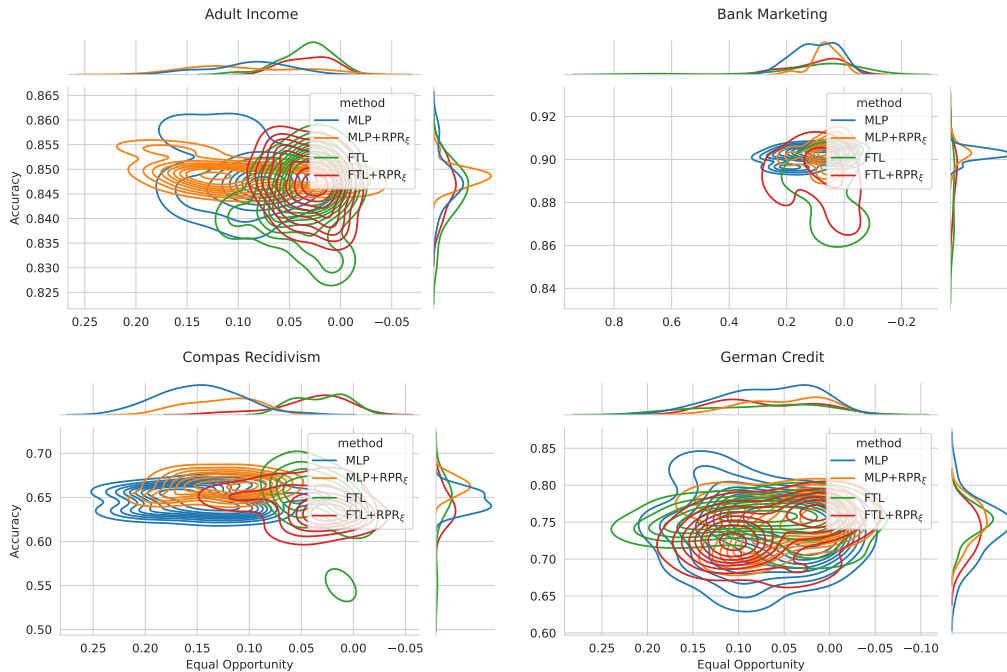 Adult Income
0.865
0.860
0.855
0.850
0.845
0.840
0.835
0.830
0.825
Accuracy
method
MLP
MLP+RPRξ
FTL
FTL+RPRξ
0.25 0.20 0.15 0.10 0.05 0.00 −0.05
Bank Marketing
0.92
0.90
0.88
0.86
0.84
method
MLP
MLP+RPRξ
FTL
FTL+RPRξ
0.8 0.6 0.4 0.2 0.0 −0.2
Compas Recidivism
0.70
0.65
0.60
0.55
0.50
Accuracy
method
MLP
MLP+RPRξ
FTL
FTL+RPRξ
0.25 0.20 0.15 0.10 0.05 0.00 −0.05
Equal Opportunity
German Credit
0.85
0.80
0.75
0.70
0.65
0.60
method
MLP
MLP+RPRξ
FTL
FTL+RPRξ
0.25 0.20 0.15 0.10 0.05 0.00 −0.05 −0.10
Equal Opportunity